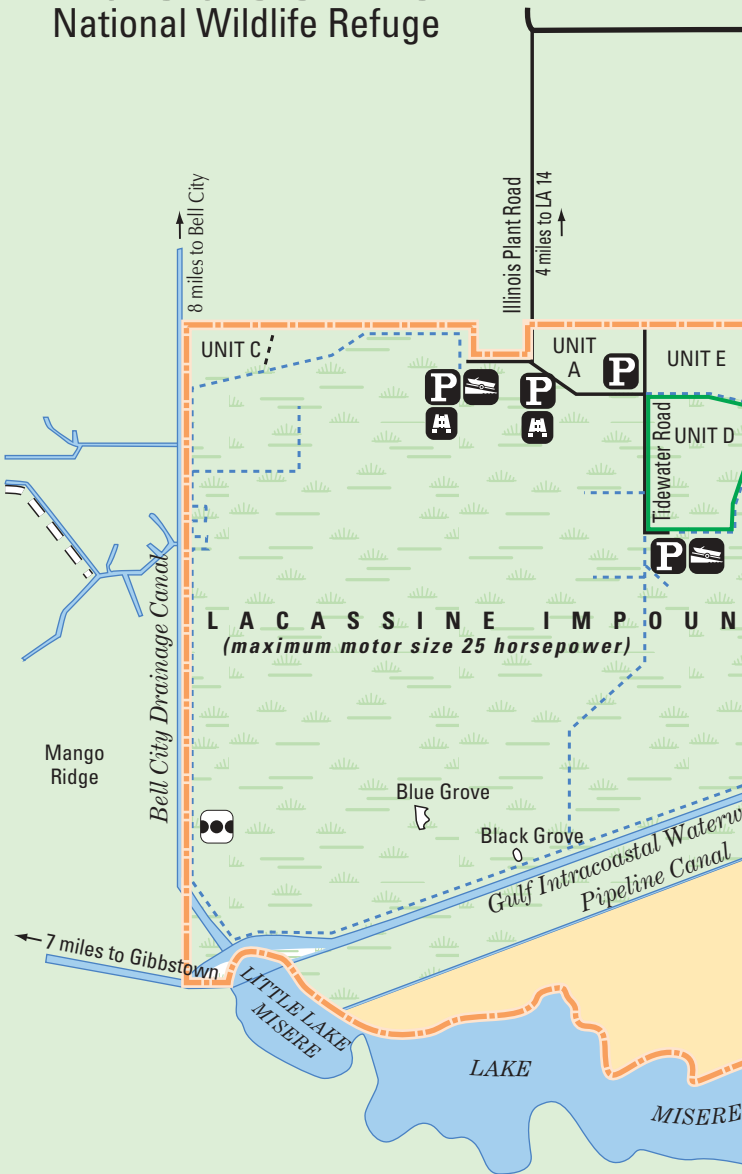 National Wildlife Refuge
8 miles to Bell City
Illinois Plant Road
4 miles to LA 14
UNIT C
UNIT
A
UNIT E
P
P
P
Tidewater Road
UNIT D
P
LACASSINE IMPOUN
(maximum motor size 25 horsepower)
Bell City Drainage Canal
Mango
Ridge
Blue Grove
Black Grove
Gulf Intracoastal Waterw
Pipeline Canal
7 miles to Gibbstown
LITTLE LAKE
MISERE
LAKE
MISERE